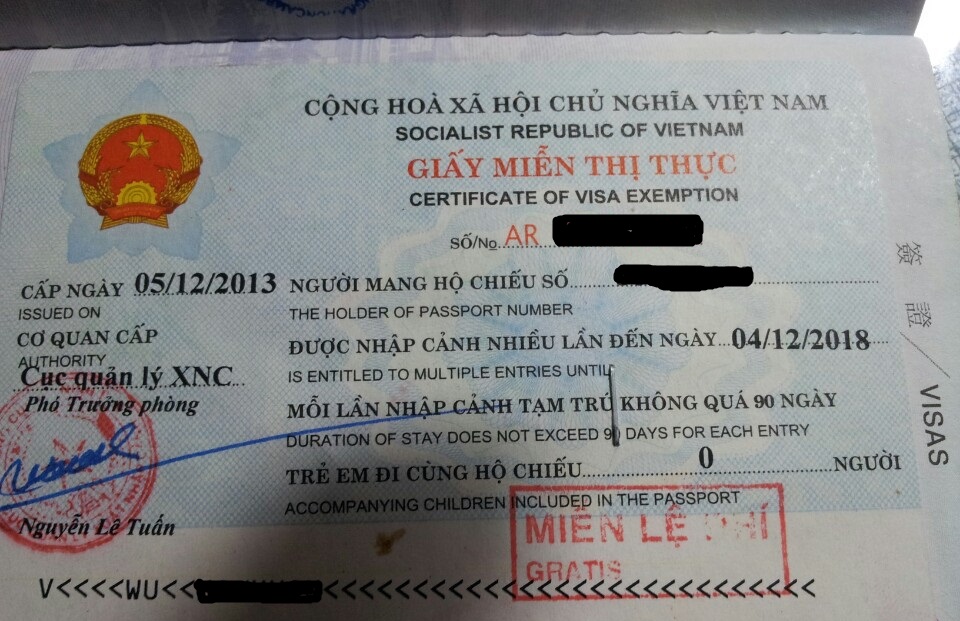 CỘNG HOÀ XÃ HỘI CHỦ NGHĨA VIỆT NAM
SOCIALIST REPUBLIC OF VIETNAM
GIẤY MIỄN THỊ THỰC
CERTIFICATE OF VISA EXEMPTION
SỐ/No AR
CẤP NGÀY 05/12/2013
ISSUED ON
CƠ QUAN CẤP
AUTHORITY
Cục quản lý XNC
Phó Trưởng phòng
Nguyễn Lê Tuấn
NGƯỜI MANG HỘ CHIẾU SỐ
THE HOLDER OF PASSPORT NUMBER
ĐƯỢC NHẬP CẢNH NHIỀU LẦN ĐẾN NGÀY 04/12/2018
IS ENTITLED TO MULTIPLE ENTRIES UNTIL
MỖI LẦN NHẬP CẢNH TẠM TRÚ KHÔNG QUÁ 90 NGÀY
DURATION OF STAY DOES NOT EXCEED 90 DAYS FOR EACH ENTRY
TRẺ EM ĐI CÙNG HỘ CHIẾU 0 NGƯỜI
ACCOMPANYING CHILDREN INCLUDED IN THE PASSPORT
MIỄN LỆ PHÍ
GRATIS
V<<<<WU<<
簽證/VISAS